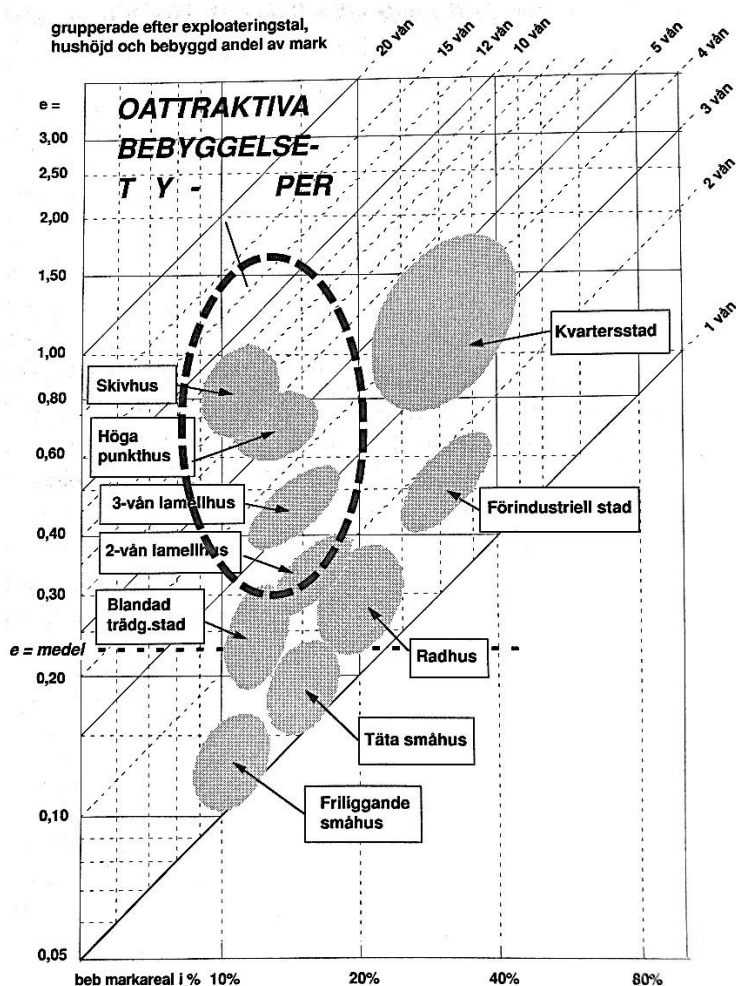 grupperade efter exploateringstal,
hushöjd och bebyggd andel av mark
20 vån
15 vån
12 vån
10 vån
5 vån
4 vån
3 vån
2 vån
1 vån
e =
OATTRAKTIVA
BEBYGGELSE-
T Y - PER
3,00
2,50
2,00
1,50
1,00
0,80
0,60
0,40
0,30
e = medel
0,20
0,10
0,05
Kvartersstad
Skivhus
Höga
punkthus
3-vån lamellhus
Förindustriell stad
2-vån lamellhus
Blandad
trädg.stad
Radhus
Täta småhus
Friliggande
småhus
beb markareal i % 10% 20% 40% 80%